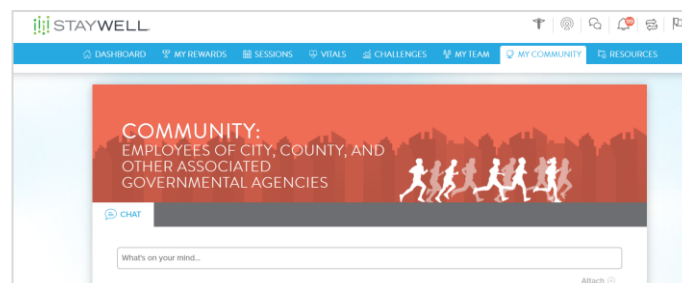 STAYWELL
DASHBOARD MY REWARDS SESSIONS VITALS CHALLENGES MY TEAM MY COMMUNITY RESOURCES
COMMUNITY:
EMPLOYEES OF CITY, COUNTY, AND
OTHER ASSOCIATED
GOVERNMENTAL AGENCIES
CHAT
What's on your mind...
Attach